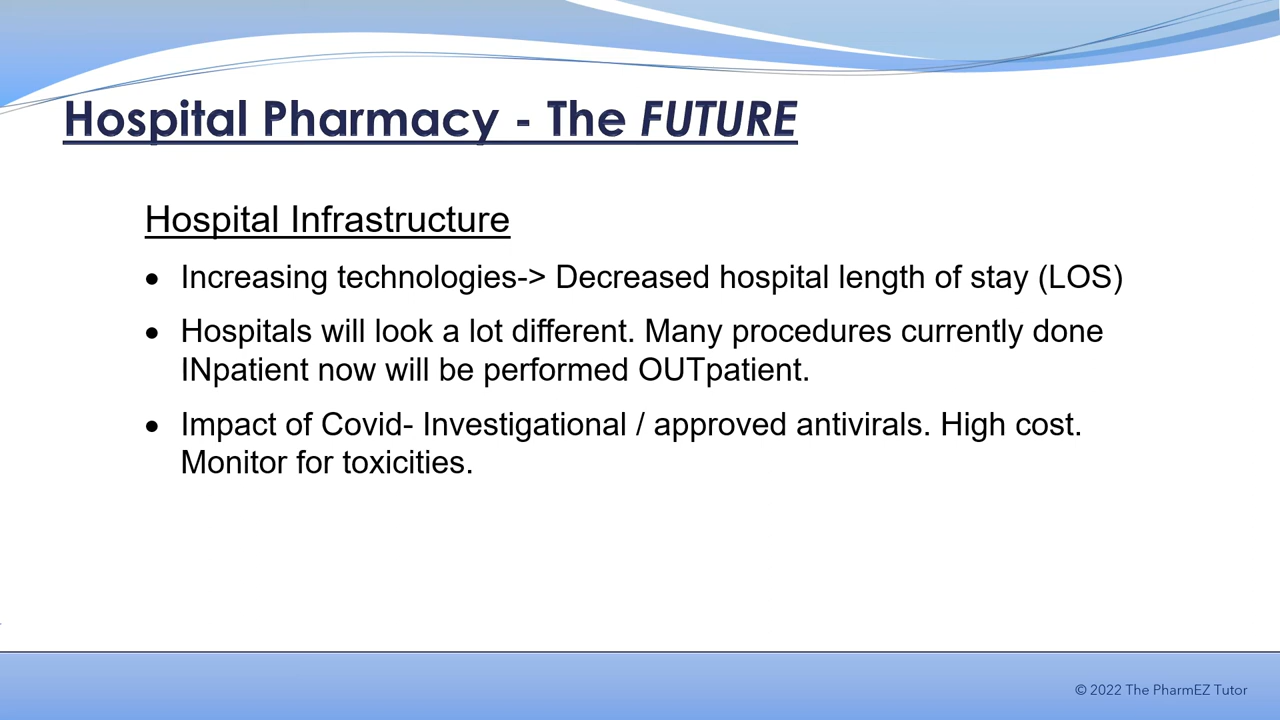 Hospital Pharmacy - The FUTURE
Hospital Infrastructure
• Increasing technologies-> Decreased hospital length of stay (LOS)
• Hospitals will look a lot different. Many procedures currently done
INpatient now will be performed OUTpatient.
• Impact of Covid- Investigational / approved antivirals. High cost.
Monitor for toxicities.
© 2022 The PharmEZ Tutor